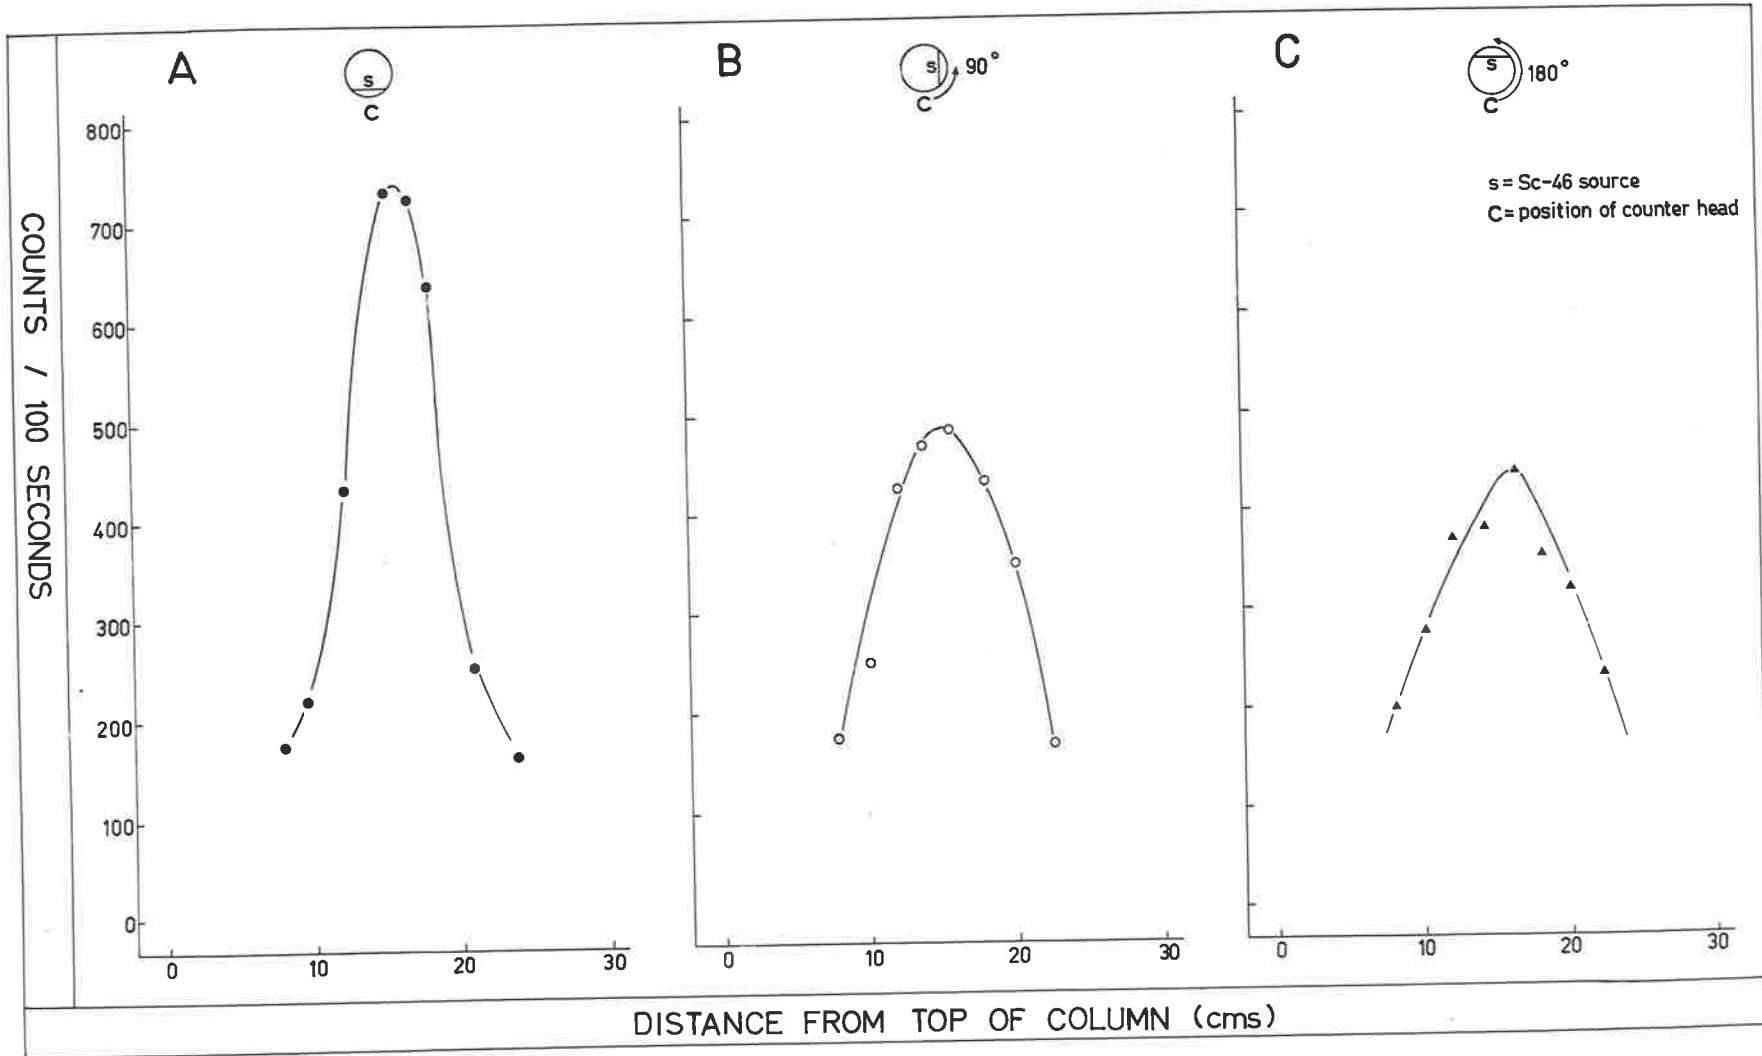 A
s
C
B
s
90°
C
C
s
180°
C
s = Sc-46 source
C = position of counter head
COUNTS / 100 SECONDS
800
700
600
500
400
300
200
100
0
0 10 20 30
0 10 20 30
0 10 20 30
DISTANCE FROM TOP OF COLUMN (cms)